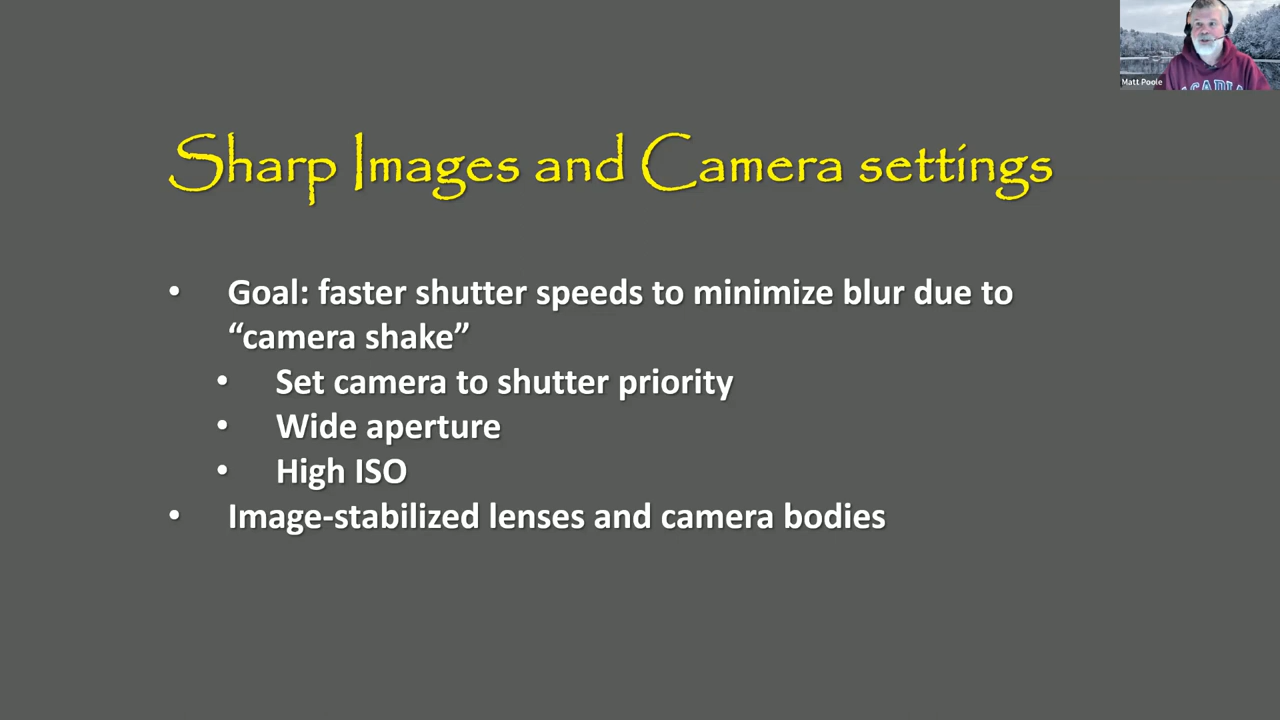 Matt Poole
Sharp Images and Camera settings
• Goal: faster shutter speeds to minimize blur due to
“camera shake”
• Set camera to shutter priority
• Wide aperture
• High ISO
• Image-stabilized lenses and camera bodies